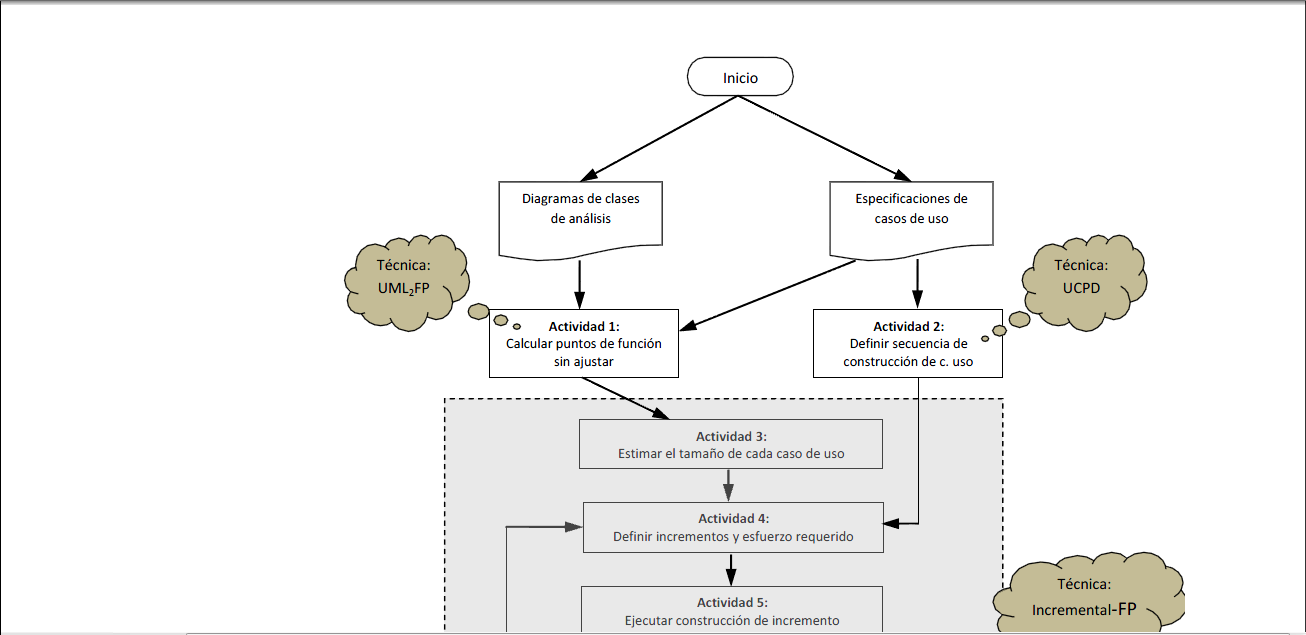 Inicio
Diagramas de clases
de análisis
Especificaciones de
casos de uso
Técnica:
UML₂FP
Técnica:
UCPD
Actividad 1:
Calcular puntos de función
sin ajustar
Actividad 2:
Definir secuencia de
construcción de c. uso
Actividad 3:
Estimar el tamaño de cada caso de uso
Actividad 4:
Definir incrementos y esfuerzo requerido
Actividad 5:
Ejecutar construcción de incremento
Técnica:
Incremental-FP